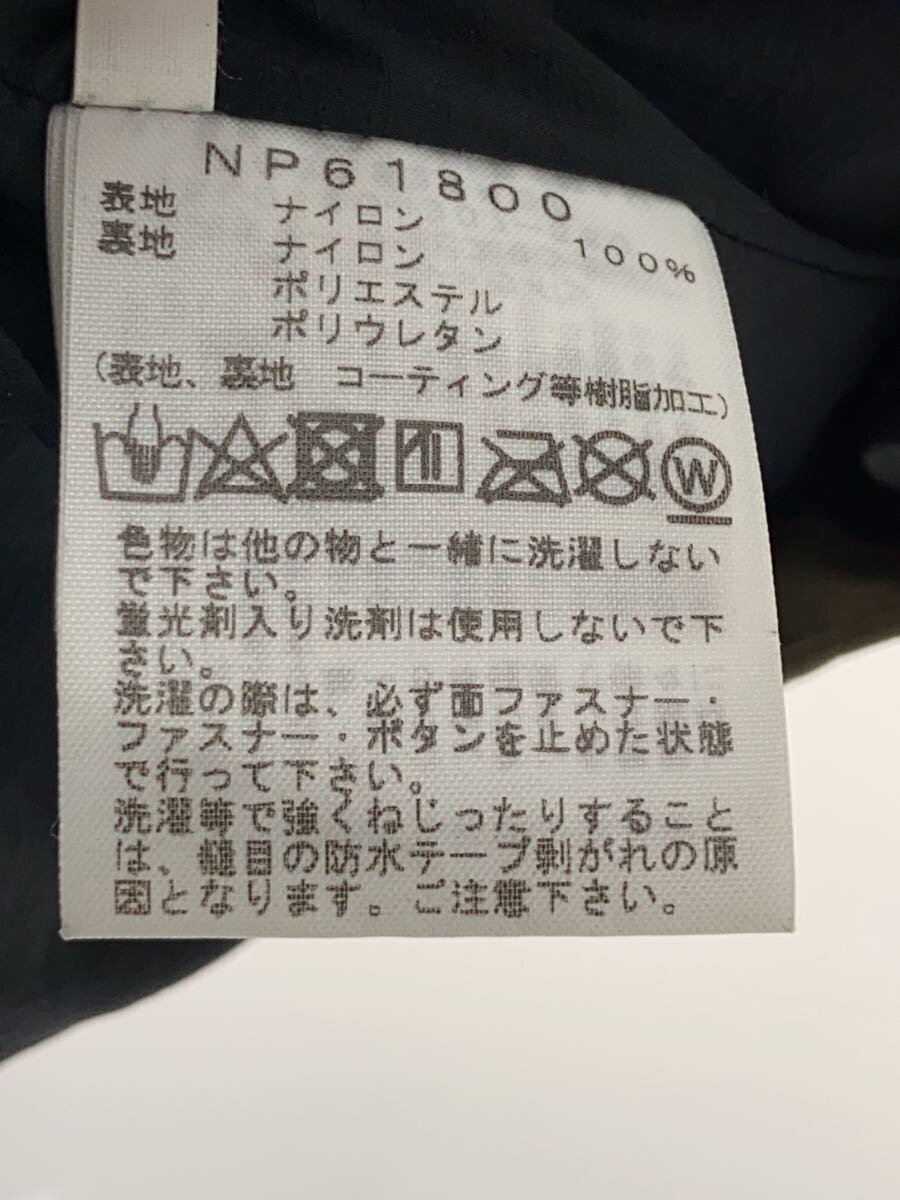 NP61800
表地 ナイロン 100%
裏地 ナイロン
ポリエステル
ポリウレタン
(表地、裏地 コーティング等樹脂加工)
W
色物は他の物と一緒に洗濯しない
で下さい。
蛍光剤入り洗剤は使用しないで下
さい。
洗濯の際は、必ず面ファスナー・
ファスナー・ボタンを止めた状態
で行って下さい。
洗濯等で強くねじったりすること
は、縫目の防水テープ剥がれの原
因となります。ご注意下さい。